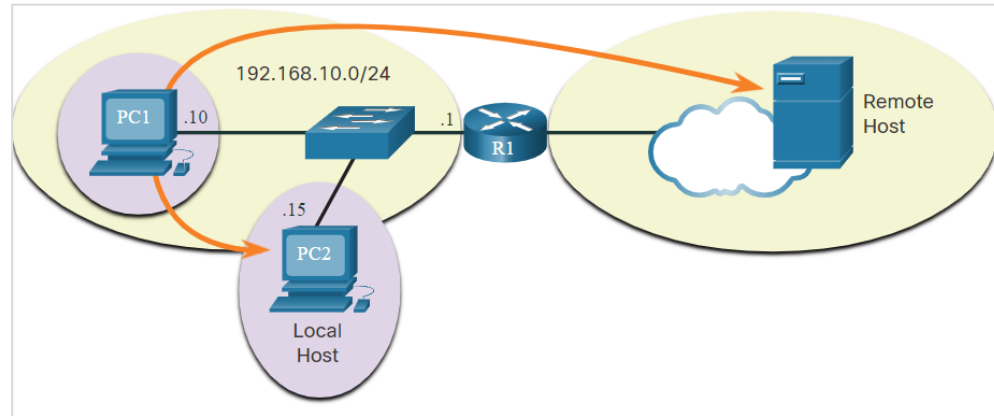 192.168.10.0/24
PC1
.10
.1
R1
Remote
Host
.15
PC2
Local
Host